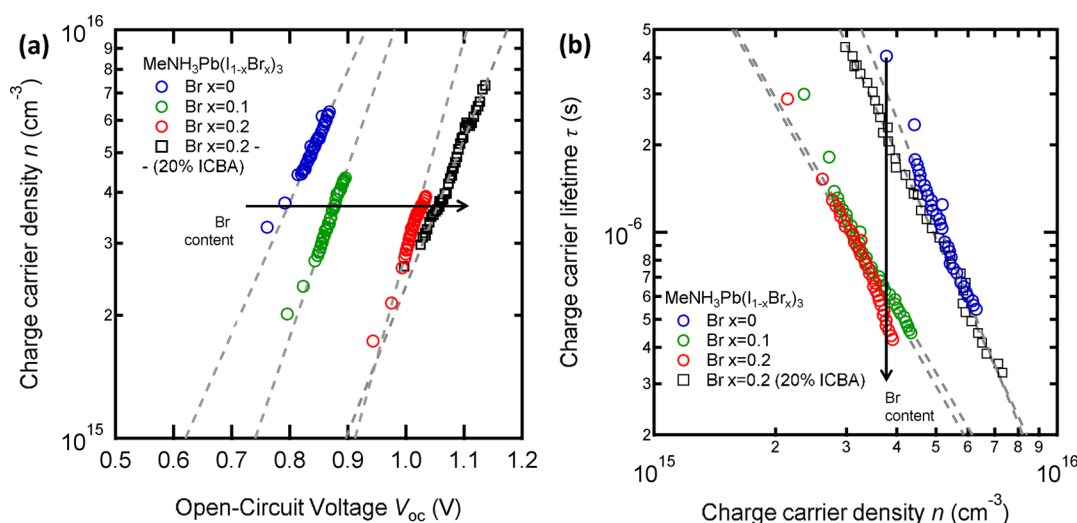 (a)
10^16
9
8
7
6
5
4
3
2
10^15
Charge carrier density n (cm^-3)
MeNH3Pb(I1-xBrx)3
Br x=0
Br x=0.1
Br x=0.2
Br x=0.2 -
- (20% ICBA)
Br
content
0.5 0.6 0.7 0.8 0.9 1.0 1.1 1.2
Open-Circuit Voltage Voc (V)
(b)
5
4
3
2
10^-6
9
8
7
6
5
4
3
2
Charge carrier lifetime τ (s)
MeNH3Pb(I1-xBrx)3
Br x=0
Br x=0.1
Br x=0.2
Br x=0.2 (20% ICBA)
Br
content
10^15 2 3 4 5 6 7 8 9 10^16
Charge carrier density n (cm^-3)